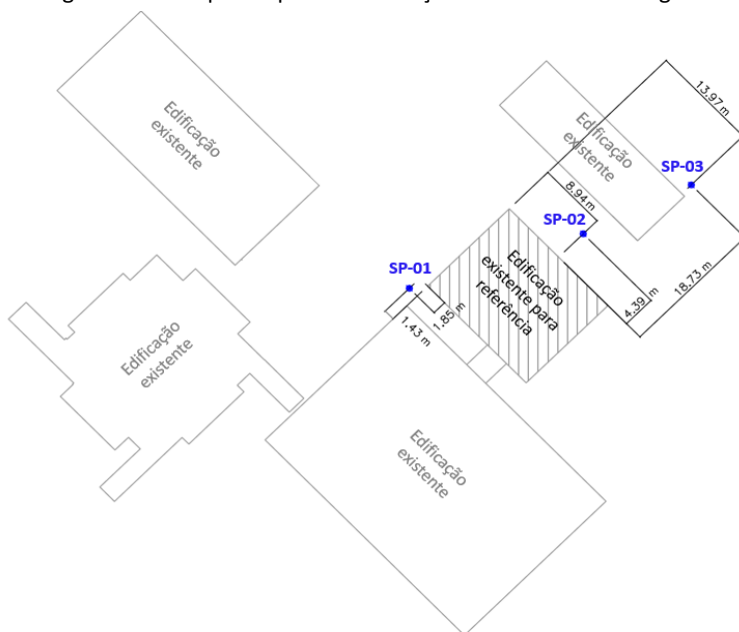 Edificação
existente
Edificação
existente
13.97 m
SP-03
8.94 m
SP-02
Edificação
existente para
referência
4.39 m
18.73 m
SP-01
1.43 m
1.85 m
Edificação
existente
Edificação
existente